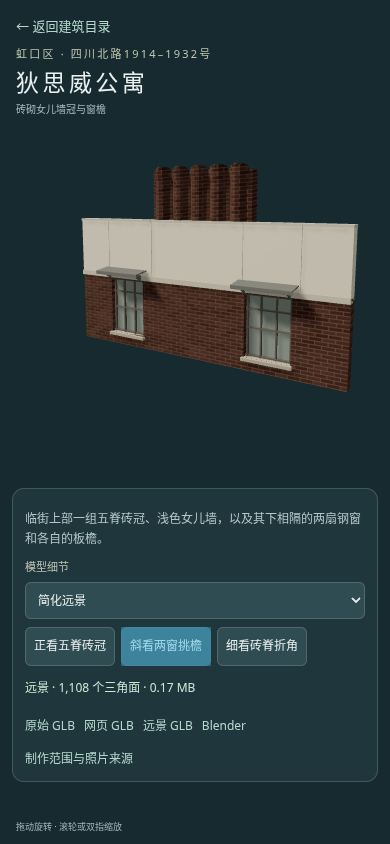 ← 返回建筑目录
虹口区 · 四川北路1914–1932号
狄思威公寓
砖砌女儿墙冠与窗檐
临街上部一组五脊砖冠、浅色女儿墙，以及其下相隔的两扇钢窗
和各自的板檐。
模型细节
简化远景
正看五脊砖冠 斜看两窗挑檐 细看砖脊折角
远景 · 1,108 个三角面 · 0.17 MB
原始 GLB 网页 GLB 远景 GLB Blender
制作范围与照片来源
拖动旋转 · 滚轮或双指缩放